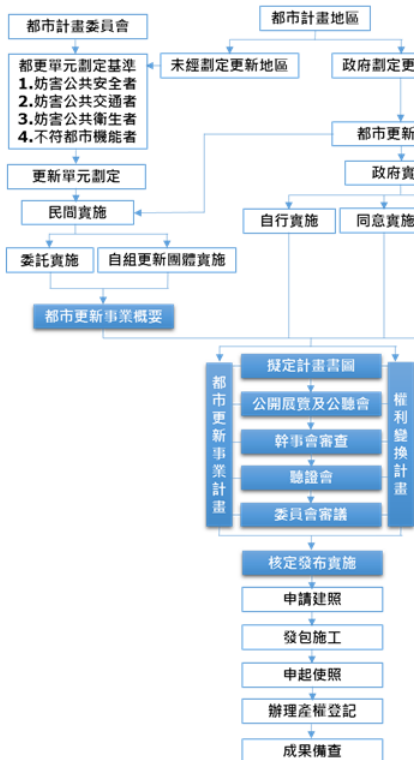 都市計畫委員會
都市計畫地區
都更單元劃定基準
1.妨害公共安全者
2.妨害公共交通者
3.妨害公共衛生者
4.不符都市機能者
未經劃定更新地區
政府劃定更
都市更新
更新單元劃定
政府實
民間實施
自行實施
同意實施
委託實施
自組更新團體實施
都市更新事業概要
都市更新事業計畫
擬定計畫書圖
公開展覽及公聽會
幹事會審查
聽證會
委員會審議
權利變換計畫
核定發布實施
申請建照
發包施工
申起使照
辦理產權登記
成果備查